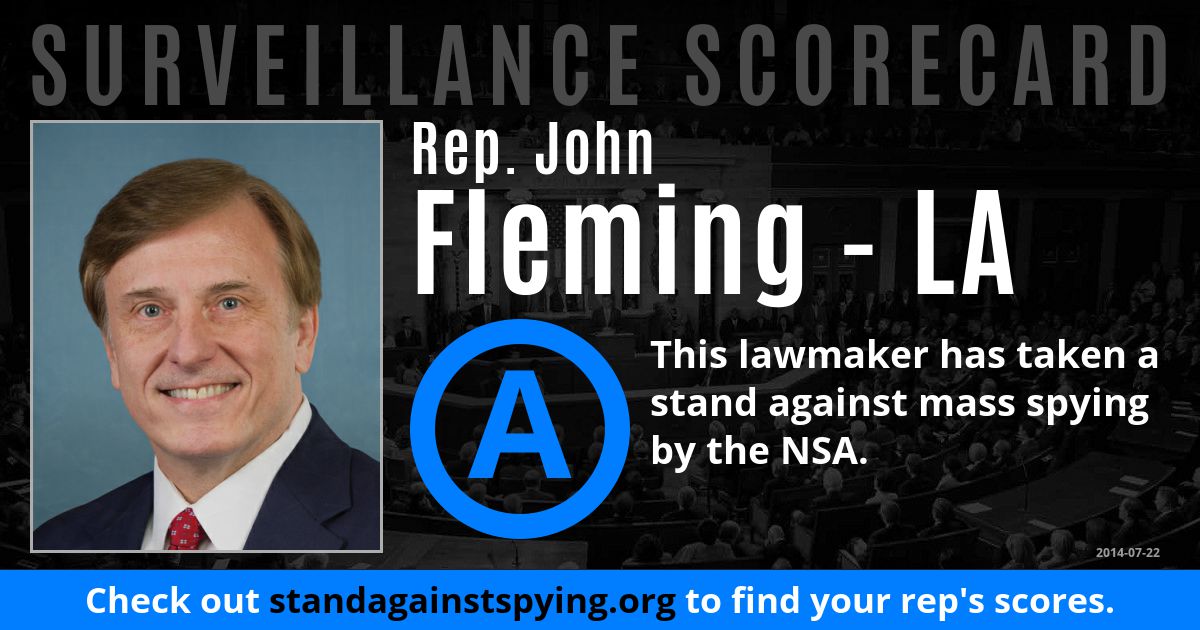 SURVEILLANCE SCORECARD
Rep. John
Fleming - LA
A
This lawmaker has taken a
stand against mass spying
by the NSA.
2014-07-22
Check out standagainstspying.org to find your rep's scores.